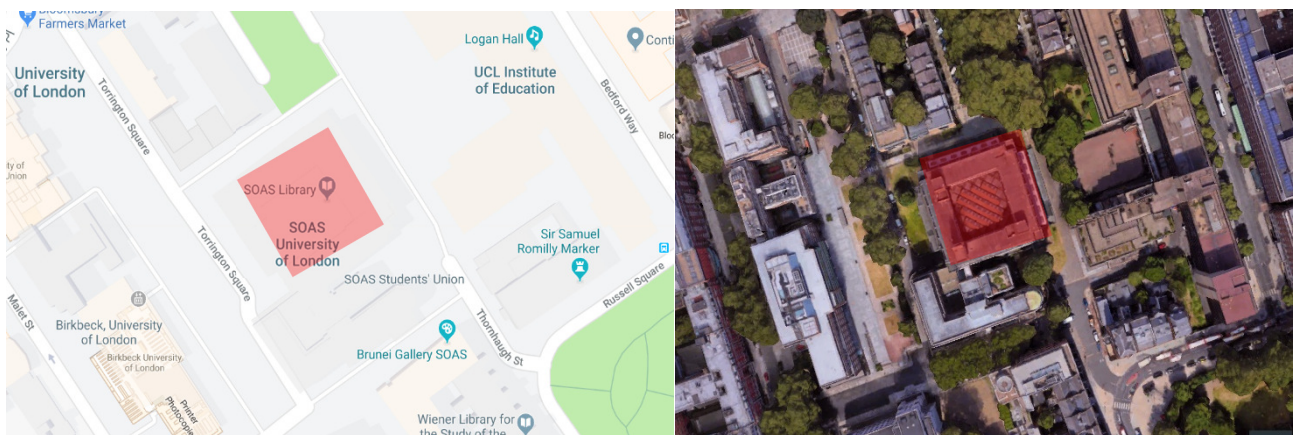 Bloomsbury
Farmers Market
University
of London
Torrington Square
Logan Hall
UCL Institute
of Education
Conti
Bedford Way
Bloo
SOAS Library
SOAS
University
of London
Torrington Square
Sir Samuel
Romilly Marker
SOAS Students' Union
Russell Square
Thornhaugh St
Malet St
Birkbeck, University
of London
Birkbeck University
of London
Brunei Gallery SOAS
Printer
Photocopie
Wiener Library for
the Study of the
ity of
Union